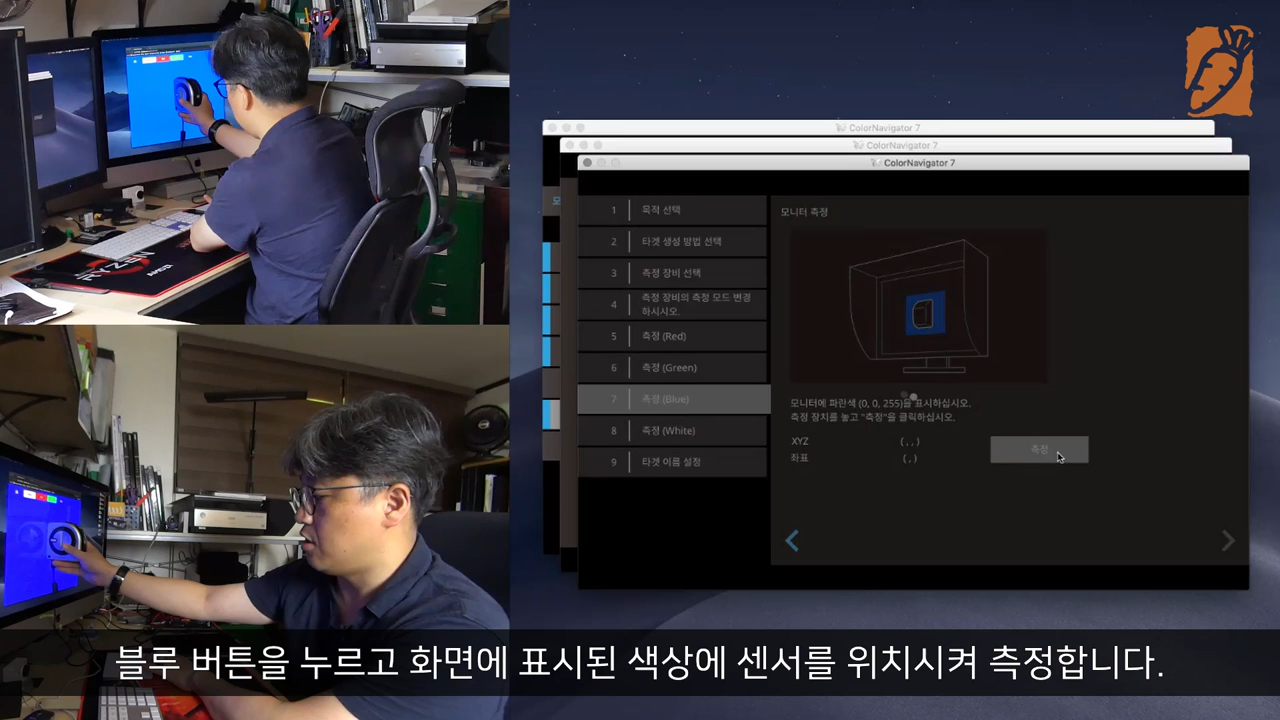 RYZEN
AMD
ColorNavigator 7
ColorNavigator 7
ColorNavigator 7
1 목적 선택
2 타겟 생성 방법 선택
3 측정 장비 선택
4 측정 장비의 측정 모드 변경
하시시오.
5 측정 (Red)
6 측정 (Green)
7 측정 (Blue)
8 측정 (White)
9 타겟 이름 설정
모니터 측정
모니터에 파란색 (0, 0, 255)을 표시하십시오.
측정 장치를 놓고 "측정"을 클릭하십시오.
XYZ (, , )
좌표 (, )
측정
블루 버튼을 누르고 화면에 표시된 색상에 센서를 위치시켜 측정합니다.